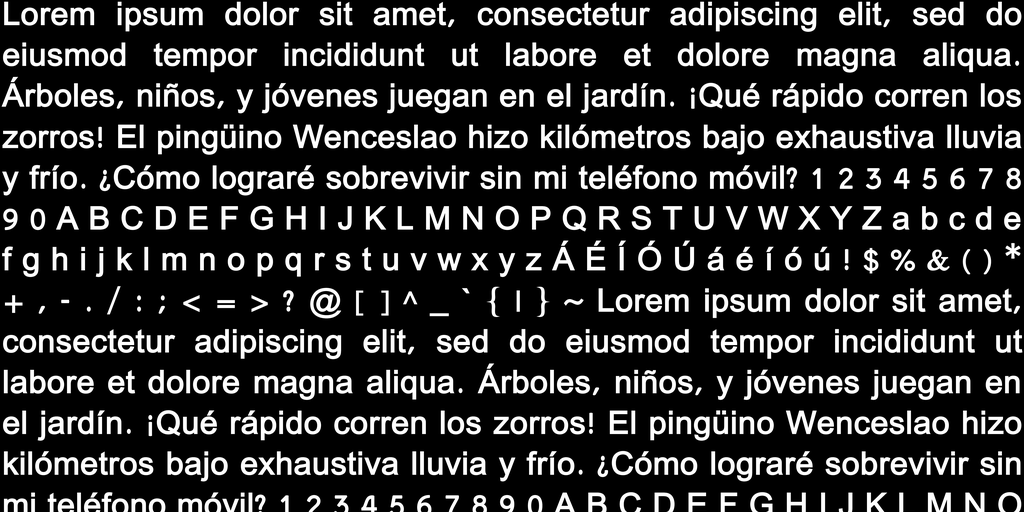 Lorem ipsum dolor sit amet, consectetur adipiscing elit, sed do
eiusmod tempor incididunt ut labore et dolore magna aliqua.
Árboles, niños, y jóvenes juegan en el jardín. ¡Qué rápido corren los
zorros! El pingüino Wenceslao hizo kilómetros bajo exhaustiva lluvia
y frío. ¿Cómo lograré sobrevivir sin mi teléfono móvil? 1 2 3 4 5 6 7 8
9 0 A B C D E F G H I J K L M N O P Q R S T U V W X Y Z a b c d e
f g h i j k l m n o p q r s t u v w x y z Á É Í Ó Ú á é í ó ú ! $ % & ( ) *
+ , - . / : ; < = > ? @ [ ] ^ _ ` { | } ~ Lorem ipsum dolor sit amet,
consectetur adipiscing elit, sed do eiusmod tempor incididunt ut
labore et dolore magna aliqua. Árboles, niños, y jóvenes juegan en
el jardín. ¡Qué rápido corren los zorros! El pingüino Wenceslao hizo
kilómetros bajo exhaustiva lluvia y frío. ¿Cómo lograré sobrevivir sin
mi teléfono móvil? 1 2 3 4 5 6 7 8 9 0 A B C D E F G H I J K L M N O